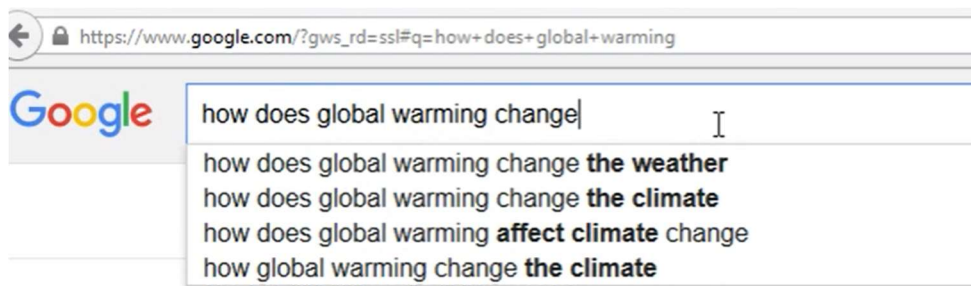 https://www.google.com/?gws_rd=ssl#q=how+does+global+warming
Google
how does global warming change
how does global warming change the weather
how does global warming change the climate
how does global warming affect climate change
how global warming change the climate